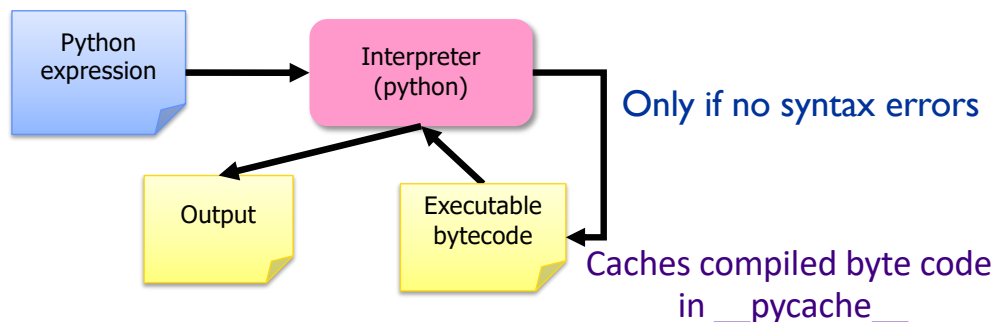 Python
expression
Interpreter
(python)
Only if no syntax errors
Output
Executable
bytecode
Caches compiled byte code
in __pycache__